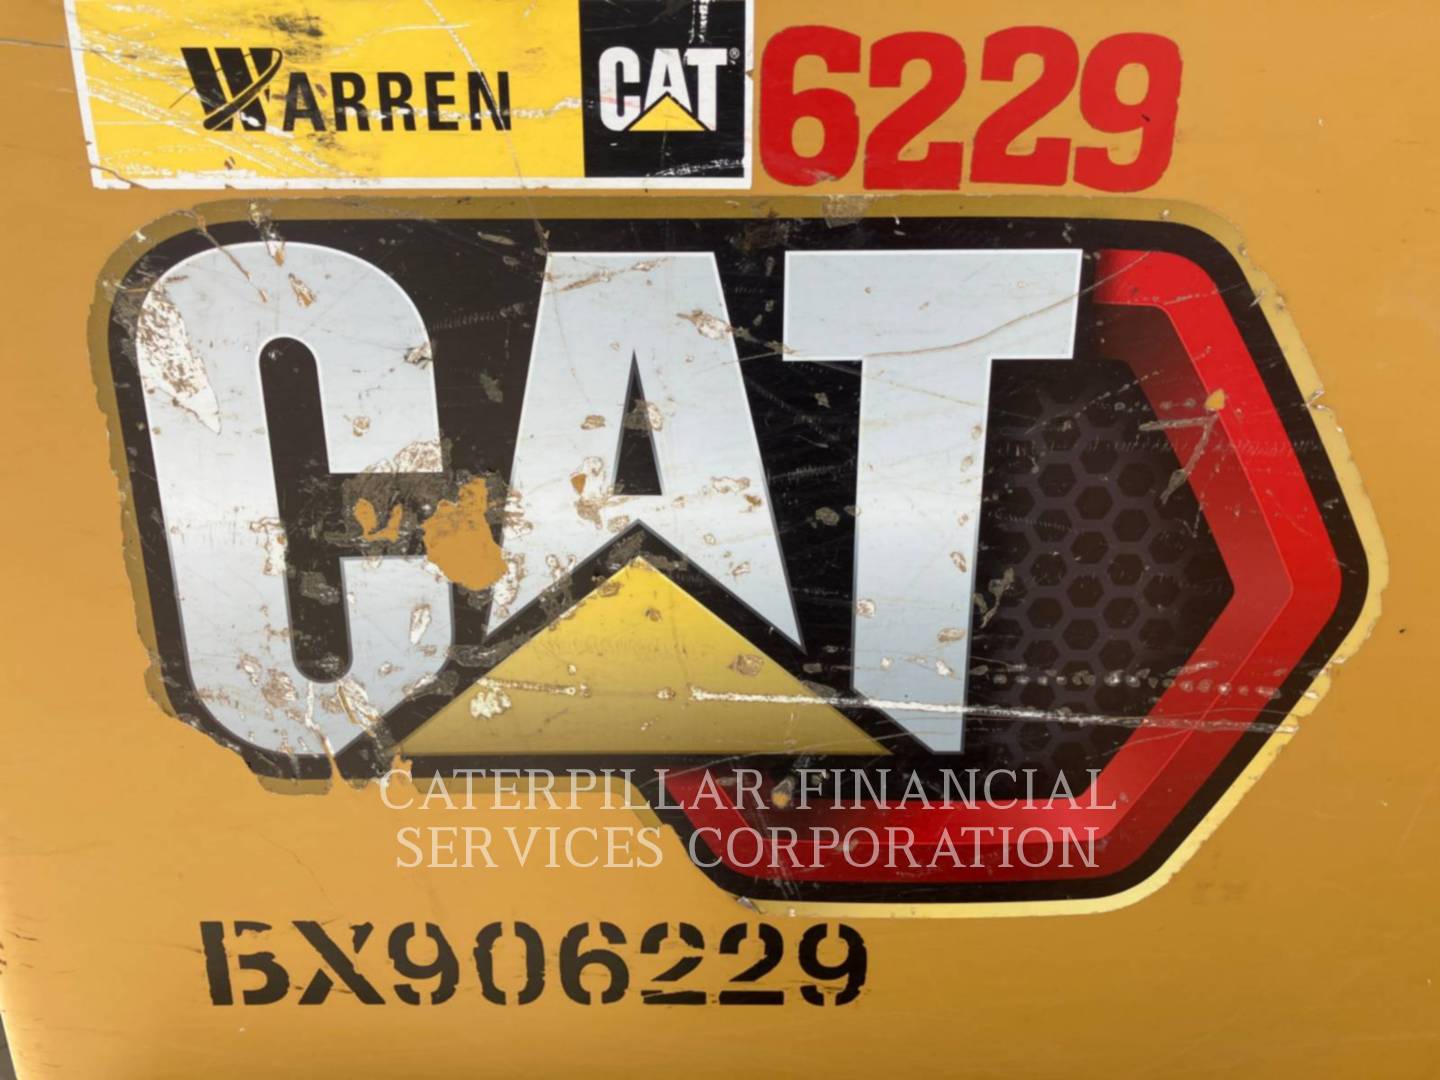 WARREN CAT® 6229
CAT
CATERPILLAR FINANCIAL
SERVICES CORPORATION
BX906229